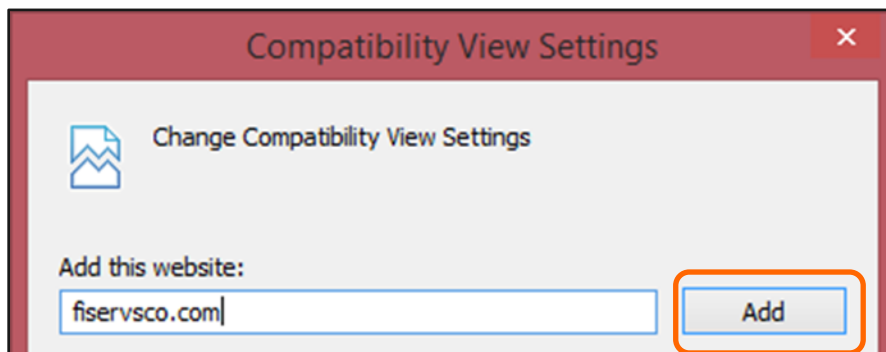 Compatibility View Settings
Change Compatibility View Settings
Add this website:
fiservsco.com
Add